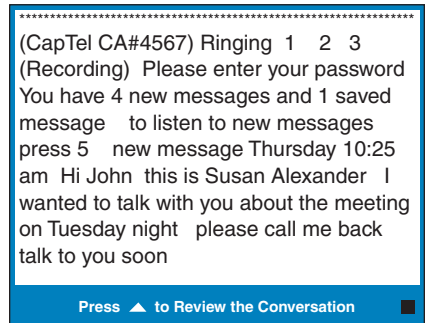 ******************************************************************
(CapTel CA#4567) Ringing 1 2 3
(Recording) Please enter your password
You have 4 new messages and 1 saved
message to listen to new messages
press 5 new message Thursday 10:25
am Hi John this is Susan Alexander I
wanted to talk with you about the meeting
on Tuesday night please call me back
talk to you soon
Press ▲ to Review the Conversation